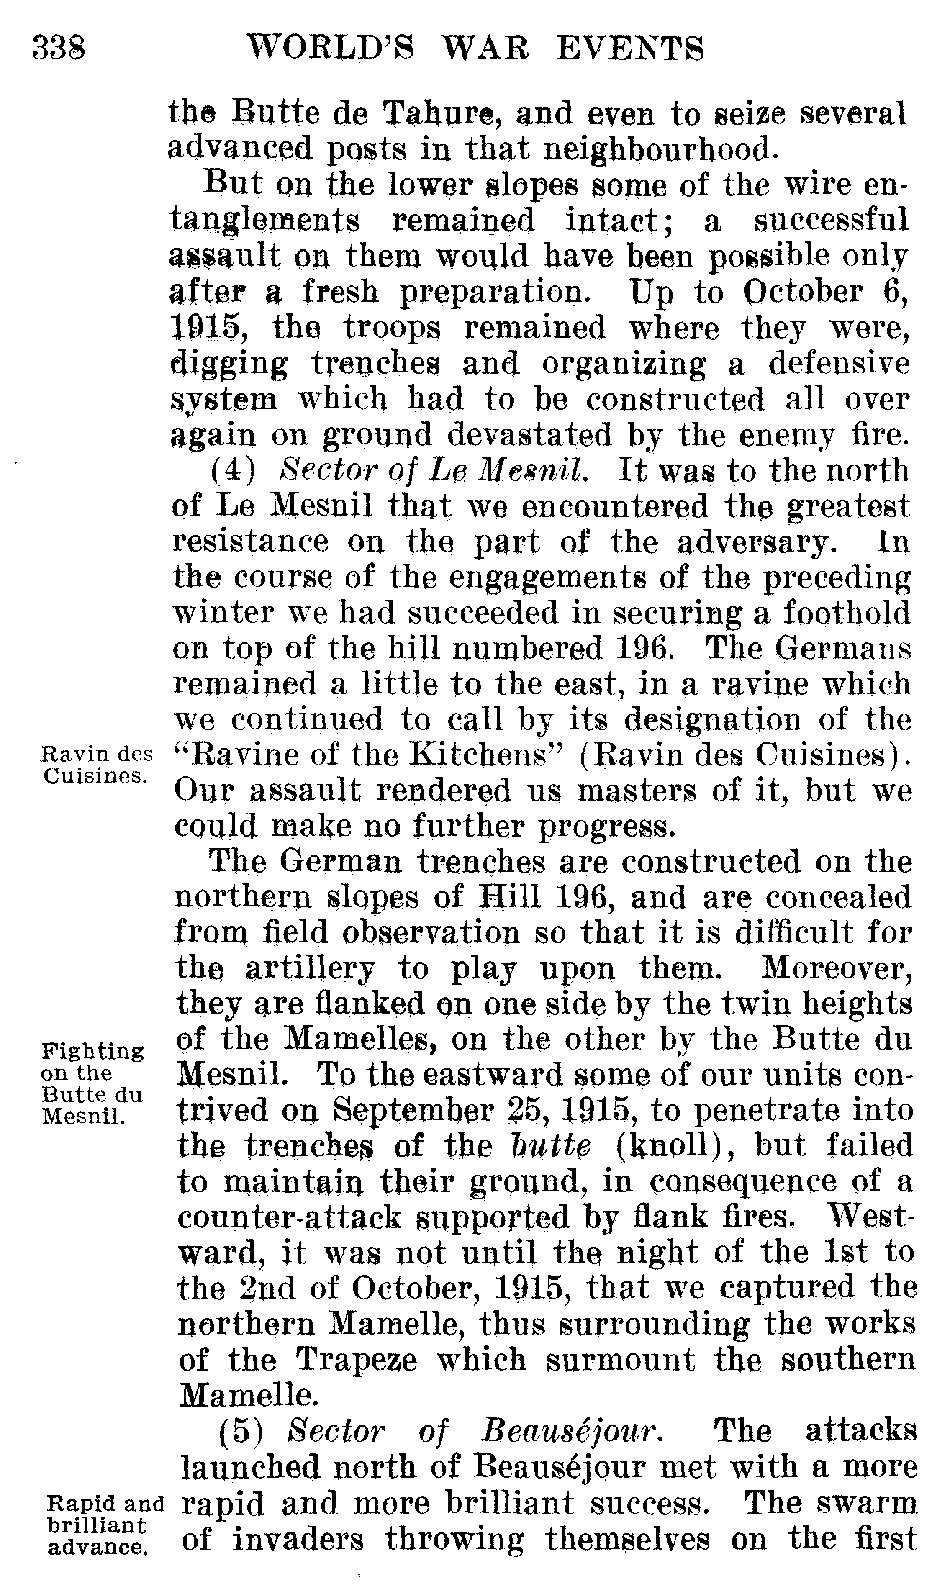 338 WORLD'S WAR EVENTS
the Butte de Tahure, and even to seize several
advanced posts in that neighbourhood.
But on the lower slopes some of the wire en-
tanglements remained intact; a successful
assault on them would have been possible only
after a fresh preparation. Up to October 6,
1915, the troops remained where they were,
digging trenches and organizing a defensive
system which had to be constructed all over
again on ground devastated by the enemy fire.
(4) Sector of Le Mesnil. It was to the north
of Le Mesnil that we encountered the greatest
resistance on the part of the adversary. In
the course of the engagements of the preceding
winter we had succeeded in securing a foothold
on top of the hill numbered 196. The Germans
remained a little to the east, in a ravine which
we continued to call by its designation of the
Ravin des
Cuisines.
"Ravine of the Kitchens" (Ravin des Cuisines).
Our assault rendered us masters of it, but we
could make no further progress.
The German trenches are constructed on the
northern slopes of Hill 196, and are concealed
from field observation so that it is difficult for
the artillery to play upon them. Moreover,
they are flanked on one side by the twin heights
of the Mamelles, on the other by the Butte du
Fighting
on the
Butte du
Mesnil.
Mesnil. To the eastward some of our units con-
trived on September 25, 1915, to penetrate into
the trenches of the butte (knoll), but failed
to maintain their ground, in consequence of a
counter-attack supported by flank fires. West-
ward, it was not until the night of the 1st to
the 2nd of October, 1915, that we captured the
northern Mamelle, thus surrounding the works
of the Trapeze which surmount the southern
Mamelle.
(5) Sector of Beauséjour. The attacks
launched north of Beauséjour met with a more
Rapid and
brilliant
advance.
rapid and more brilliant success. The swarm
of invaders throwing themselves on the first